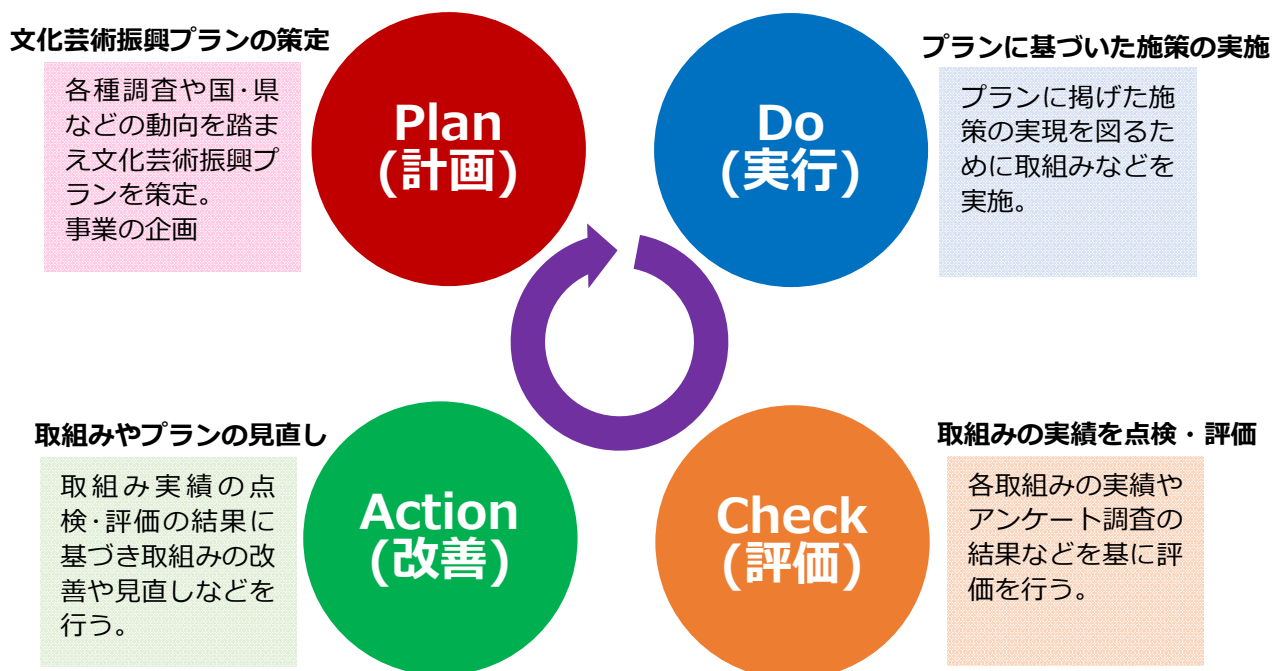 文化芸術振興プランの策定
各種調査や国･県
などの動向を踏ま
え文化芸術振興プ
ランを策定。
事業の企画
Plan
(計画)
Do
(実行)
プランに基づいた施策の実施
プランに掲げた施
策の実現を図るた
めに取組みなどを
実施。
取組みやプランの見直し
取組み実績の点
検･評価の結果に
基づき取組みの改
善や見直しなどを
行う。
Action
(改善)
Check
(評価)
取組みの実績を点検・評価
各取組みの実績や
アンケート調査の
結果などを基に評
価を行う。